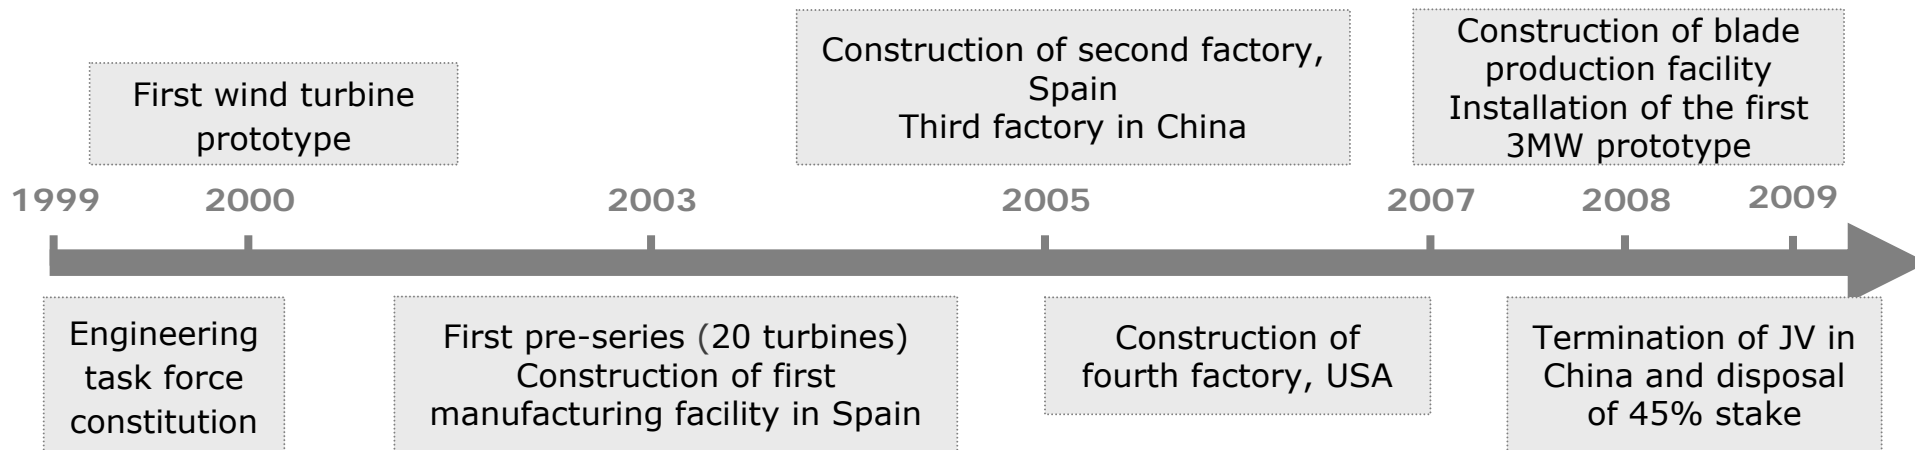 First wind turbine
prototype
Construction of second factory,
Spain
Third factory in China
Construction of blade
production facility
Installation of the first
3MW prototype
1999
2000
2003
2005
2007
2008
2009
Engineering
task force
constitution
First pre-series (20 turbines)
Construction of first
manufacturing facility in Spain
Construction of
fourth factory, USA
Termination of JV in
China and disposal
of 45% stake